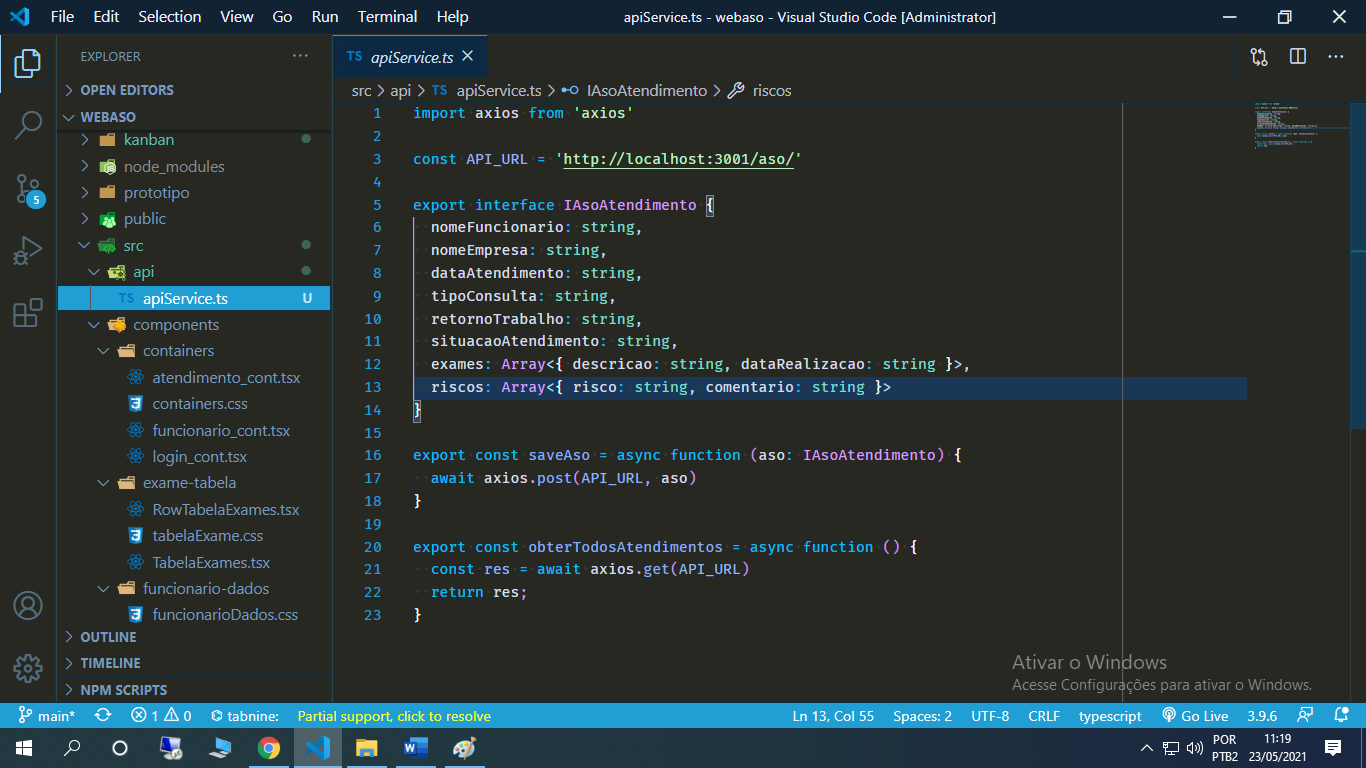 File Edit Selection View Go Run Terminal Help
apiService.ts - webaso - Visual Studio Code [Administrator]
EXPLORER
OPEN EDITORS
WEBASO
kanban
node_modules
prototipo
public
src
api
TS apiService.ts U
components
containers
atendimento_cont.tsx
containers.css
funcionario_cont.tsx
login_cont.tsx
exame-tabela
RowTabelaExames.tsx
tabelaExame.css
TabelaExames.tsx
funcionario-dados
funcionarioDados.css
OUTLINE
TIMELINE
NPM SCRIPTS
5
TS apiService.ts
src > api > TS apiService.ts > IAsoAtendimento > riscos
1 import axios from 'axios'
2
3 const API_URL = 'http://localhost:3001/aso/'
4
5 export interface IAsoAtendimento {
6 nomeFuncionario: string,
7 nomeEmpresa: string,
8 dataAtendimento: string,
9 tipoConsulta: string,
10 retornoTrabalho: string,
11 situacaoAtendimento: string,
12 exames: Array<{ descricao: string, dataRealizacao: string }>,
13 riscos: Array<{ risco: string, comentario: string }>
14 }
15
16 export const saveAso = async function (aso: IAsoAtendimento) {
17 await axios.post(API_URL, aso)
18 }
19
20 export const obterTodosAtendimentos = async function () {
21 const res = await axios.get(API_URL)
22 return res;
23 }
Ativar o Windows
Acesse Configurações para ativar o Windows.
main* 1 0 tabnine: Partial support, click to resolve Ln 13, Col 55 Spaces: 2 UTF-8 CRLF typescript Go Live 3.9.6
POR
PTB2
11:19
23/05/2021